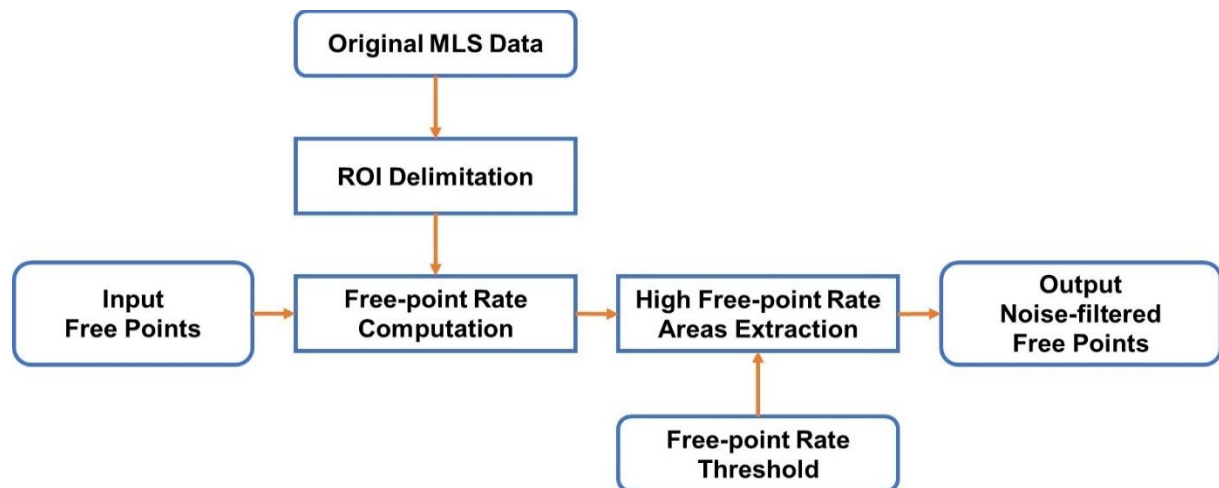 Original MLS Data
ROI Delimitation
Input
Free Points
Free-point Rate
Computation
High Free-point Rate
Areas Extraction
Output
Noise-filtered
Free Points
Free-point Rate
Threshold